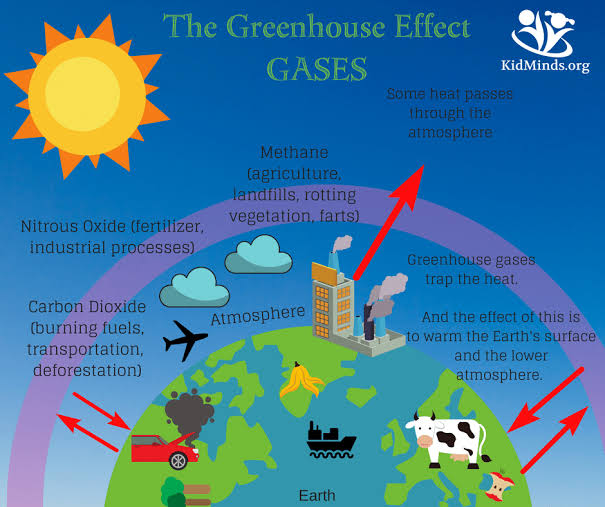 The Greenhouse Effect
GASES
KidMinds.org
Some heat passes
through the
atmosphere
Methane
(agriculture,
landfills, rotting
vegetation, farts)
Nitrous Oxide (fertilizer,
industrial processes)
Greenhouse gases
trap the heat.
Carbon Dioxide
(burning fuels,
transportation,
deforestation)
Atmosphere
And the effect of this is
to warm the Earth's surface
and the lower
atmosphere.
Earth